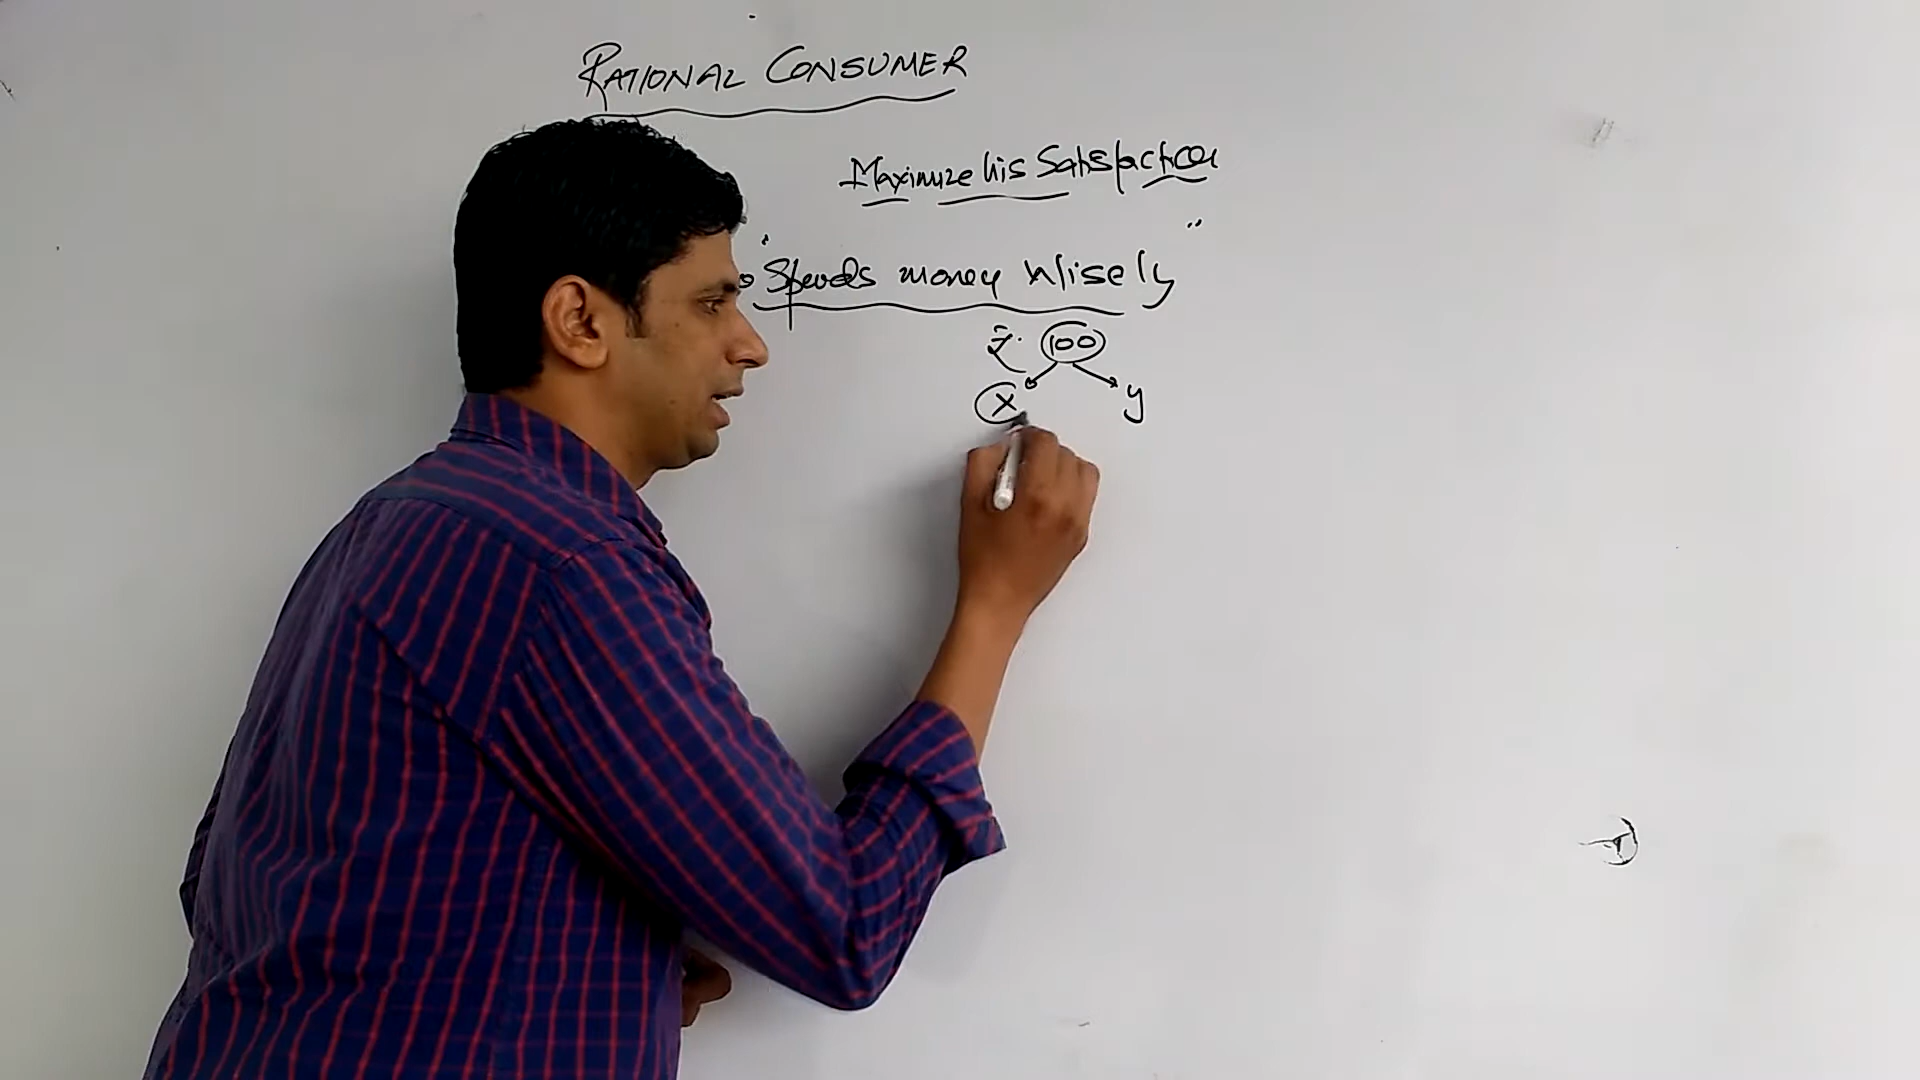 RATIONAL CONSUMER
Maximize his Satisfaction
"Spends money Wisely"
₹. 100
x y